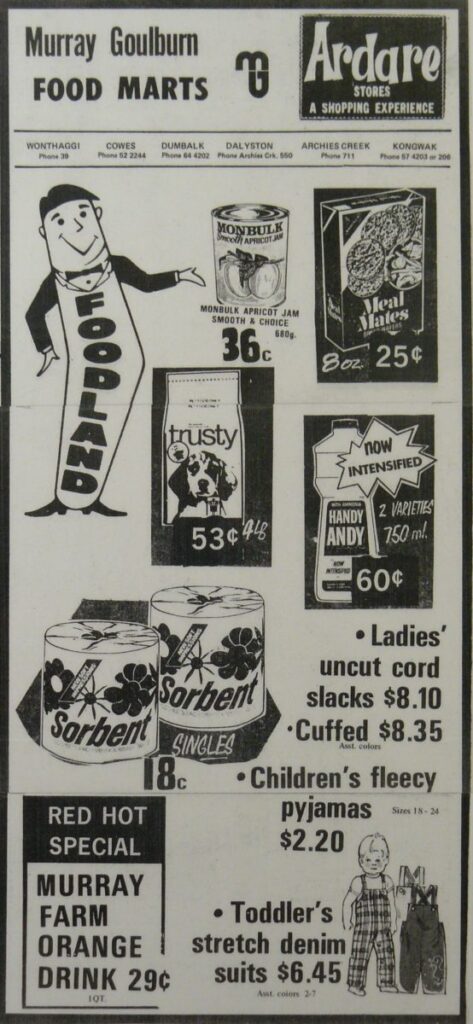 Murray Goulburn
FOOD MARTS
MG
Ardare
STORES
A SHOPPING EXPERIENCE
WONTHAGGI
Phone 39
COWES
Phone 52 2244
DUMBALK
Phone 64 4202
DALYSTON
Phone Archies Crk. 550
ARCHIES CREEK
Phone 711
KONGWAK
Phone 57 4203 or 206
FOODLAND
MONBULK
Smooth APRICOT JAM
MONBULK APRICOT JAM
SMOOTH & CHOICE
680g.
36c
Meal
Mates
8oz. 25¢
trusty
53¢
now
INTENSIFIED
WITH AMMONIA
HANDY
ANDY
NOW
INTENSIFIED
2 VARIETIES
750 ml.
60¢
Sorbent
Sorbent
SINGLES
18c
• Ladies'
uncut cord
slacks $8.10
• Cuffed $8.35
Asst. colors
• Children's fleecy
pyjamas
Sizes 18 - 24
$2.20
RED HOT
SPECIAL
MURRAY
FARM
ORANGE
DRINK 29¢
1QT.
• Toddler's
stretch denim
suits $6.45
Asst. colors 2-7